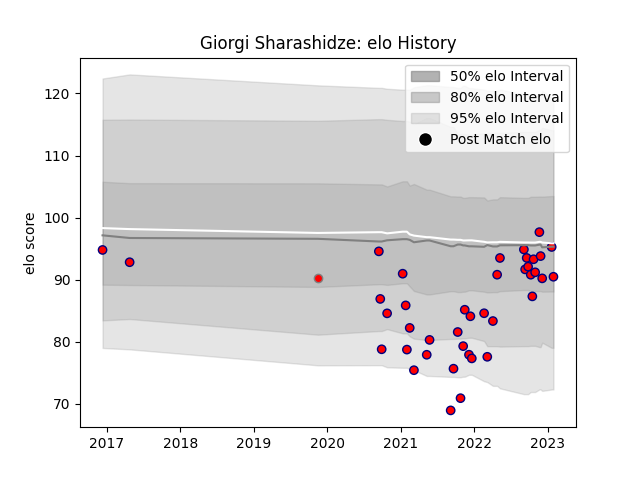 Giorgi Sharashidze: elo History
50% elo Interval
80% elo Interval
95% elo Interval
Post Match elo
elo score
120
110
100
90
80
70
2017 2018 2019 2020 2021 2022 2023